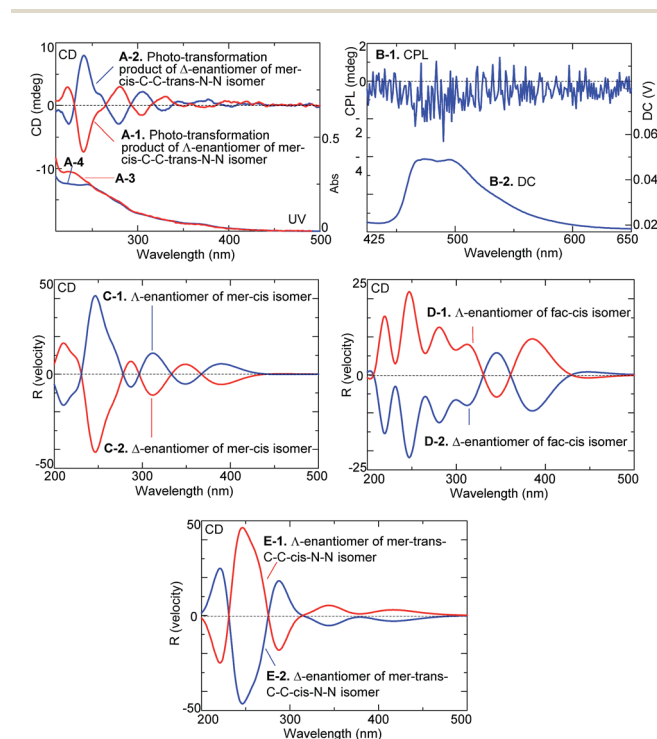 CD
A-2. Photo-transformation
product of Λ-enantiomer of mer-
cis-C-C-trans-N-N isomer
A-1. Photo-transformation
product of Δ-enantiomer of mer-
cis-C-C-trans-N-N isomer
A-4
A-3
UV
CD (mdeg)
10
0
-10
0.5
0
Abs
300
400
500
Wavelength (nm)
B-1. CPL
B-2. DC
CPL (mdeg)
2
0
2
4
DC (V)
0.08
0.05
0.04
0.02
425
500
600
650
Wavelength (nm)
CD
C-1. Λ-enantiomer of mer-cis isomer
C-2. Δ-enantiomer of mer-cis isomer
R (velocity)
50
0
-50
200
300
400
500
Wavelength (nm)
CD
D-1. Λ-enantiomer of fac-cis isomer
D-2. Δ-enantiomer of fac-cis isomer
R (velocity)
25
0
-25
200
300
400
500
Wavelength (nm)
CD
E-1. Λ-enantiomer of mer-trans-
C-C-cis-N-N isomer
E-2. Δ-enantiomer of mer-trans-
C-C-cis-N-N isomer
R (velocity)
50
0
-50
200
300
400
500
Wavelength (nm)